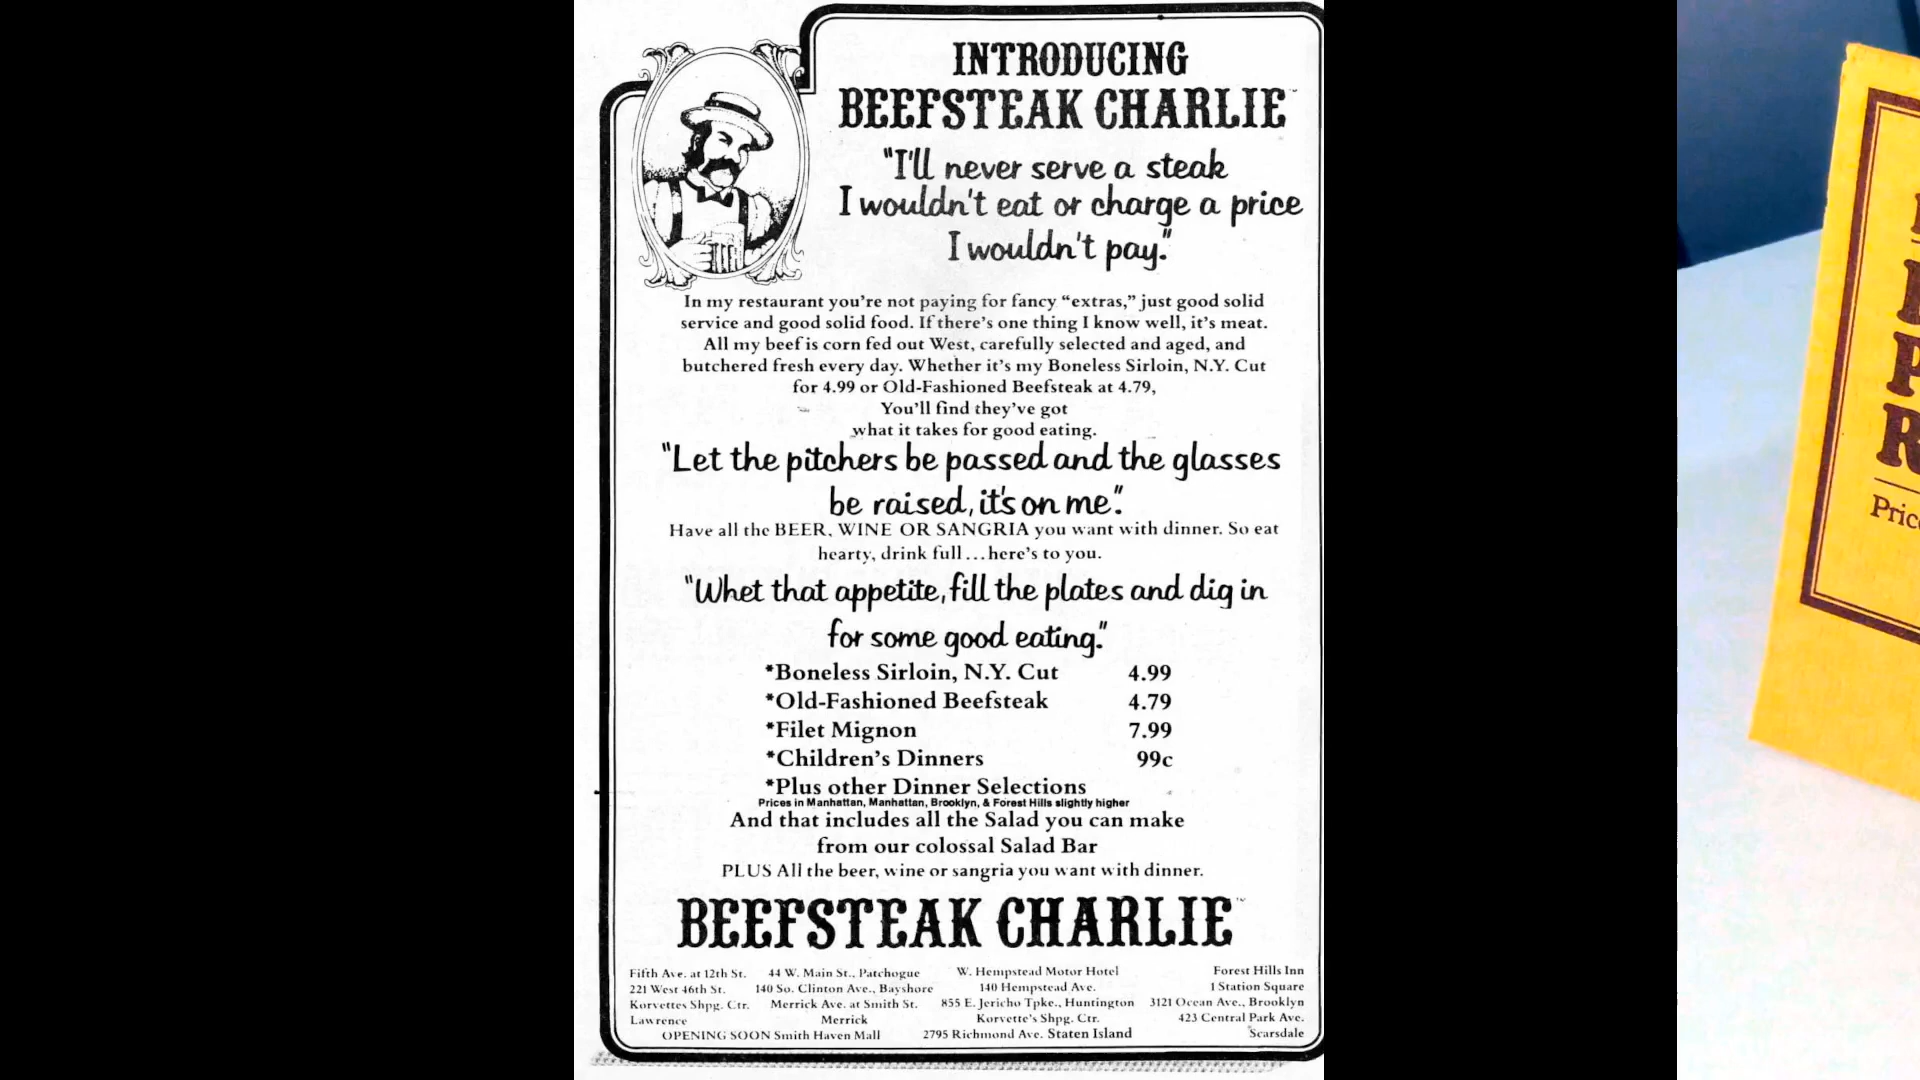 INTRODUCING
BEEFSTEAK CHARLIE™
"I'll never serve a steak
I wouldn't eat or charge a price
I wouldn't pay."
In my restaurant you're not paying for fancy "extras," just good solid
service and good solid food. If there's one thing I know well, it's meat.
All my beef is corn fed out West, carefully selected and aged, and
butchered fresh every day. Whether it's my Boneless Sirloin, N.Y. Cut
for 4.99 or Old-Fashioned Beefsteak at 4.79,
You'll find they've got
what it takes for good eating.
"Let the pitchers be passed and the glasses
be raised, it's on me."
Have all the BEER, WINE OR SANGRIA you want with dinner. So eat
hearty, drink full...here's to you.
"Whet that appetite, fill the plates and dig in
for some good eating."
*Boneless Sirloin, N.Y. Cut 4.99
*Old-Fashioned Beefsteak 4.79
*Filet Mignon 7.99
*Children's Dinners 99c
*Plus other Dinner Selections
Prices in Manhattan, Manhattan, Brooklyn, & Forest Hills slightly higher
And that includes all the Salad you can make
from our colossal Salad Bar
PLUS All the beer, wine or sangria you want with dinner.
BEEFSTEAK CHARLIE™
Fifth Ave. at 12th St.
221 West 46th St.
Korvettes Shpg. Ctr.
Lawrence
44 W. Main St., Patchogue
140 So. Clinton Ave., Bayshore
Merrick Ave. at Smith St.
Merrick
OPENING SOON Smith Haven Mall
W. Hempstead Motor Hotel
140 Hempstead Ave.
855 E. Jericho Tpke., Huntington
Korvette's Shpg. Ctr.
2795 Richmond Ave. Staten Island
Forest Hills Inn
1 Station Square
3121 Ocean Ave., Brooklyn
423 Central Park Ave.
Scarsdale
P
R
Pric